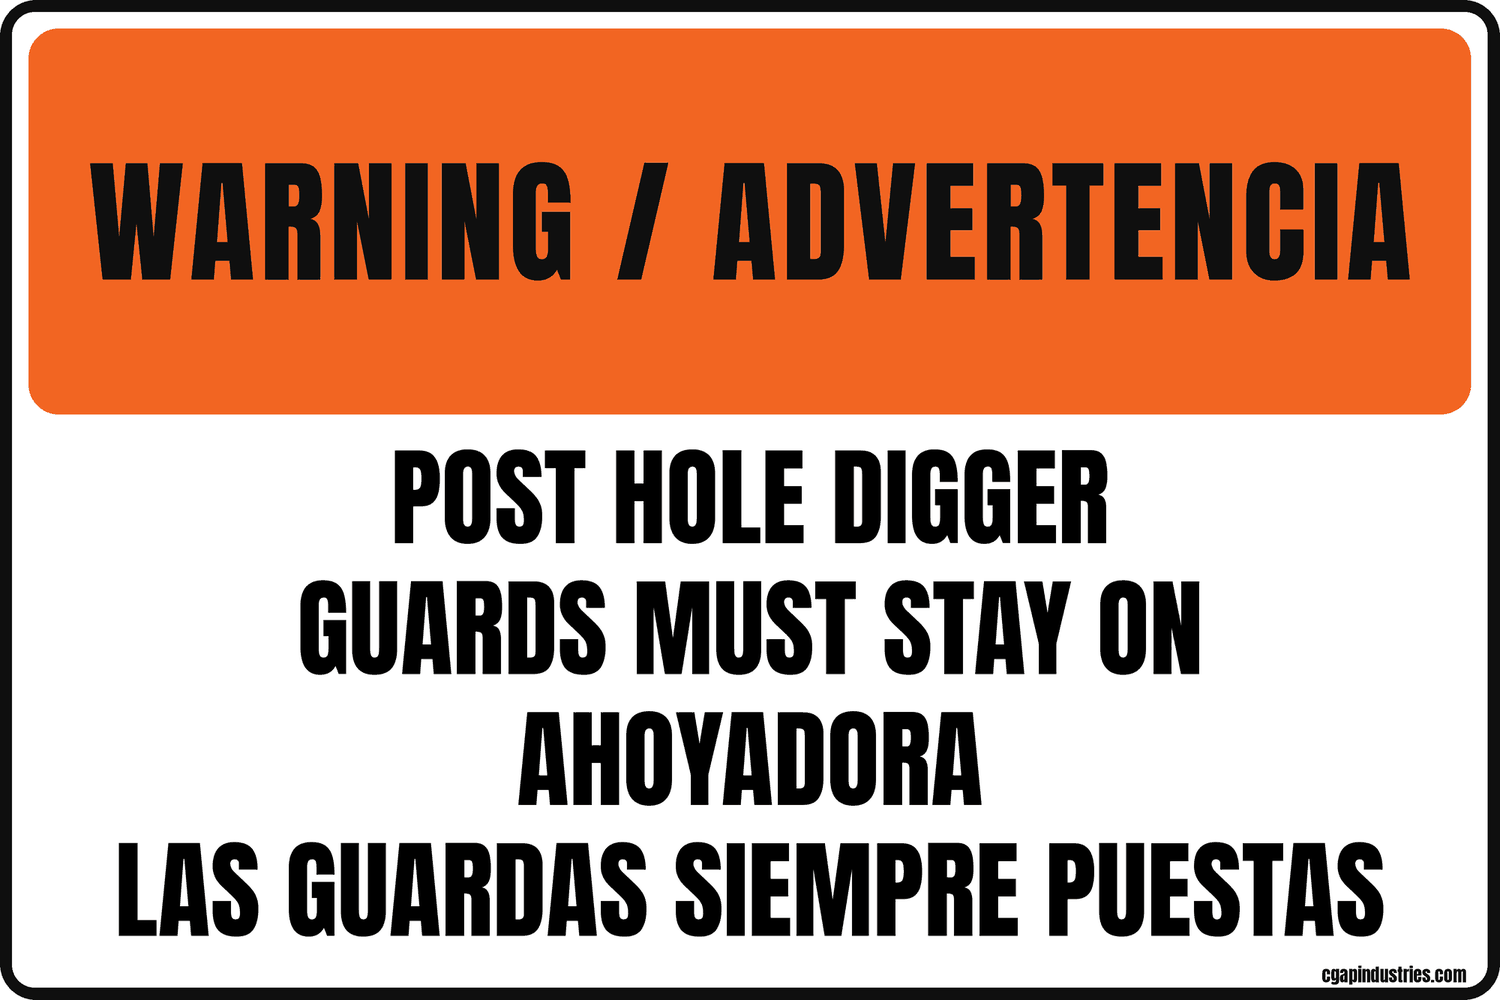 WARNING / ADVERTENCIA
POST HOLE DIGGER
GUARDS MUST STAY ON
AHOYADORA
LAS GUARDAS SIEMPRE PUESTAS
cgapindustries.com